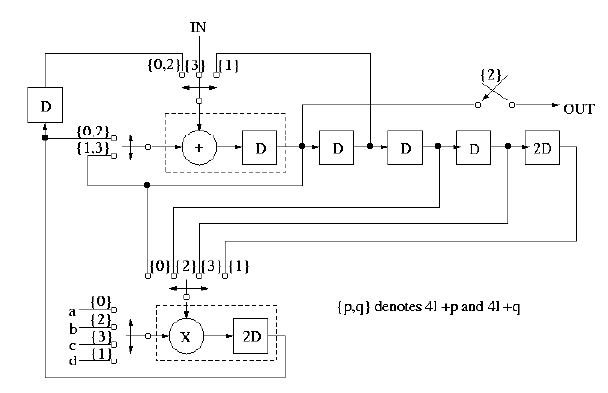 IN
{0,2} {3} {1}
{2}
D
OUT
{0,2}
{1,3}
+ D D D D 2D
{0} {2} {3} {1}
a {0}
b {2}
c {3}
d {1}
X 2D
{p,q} denotes 4l +p and 4l +q